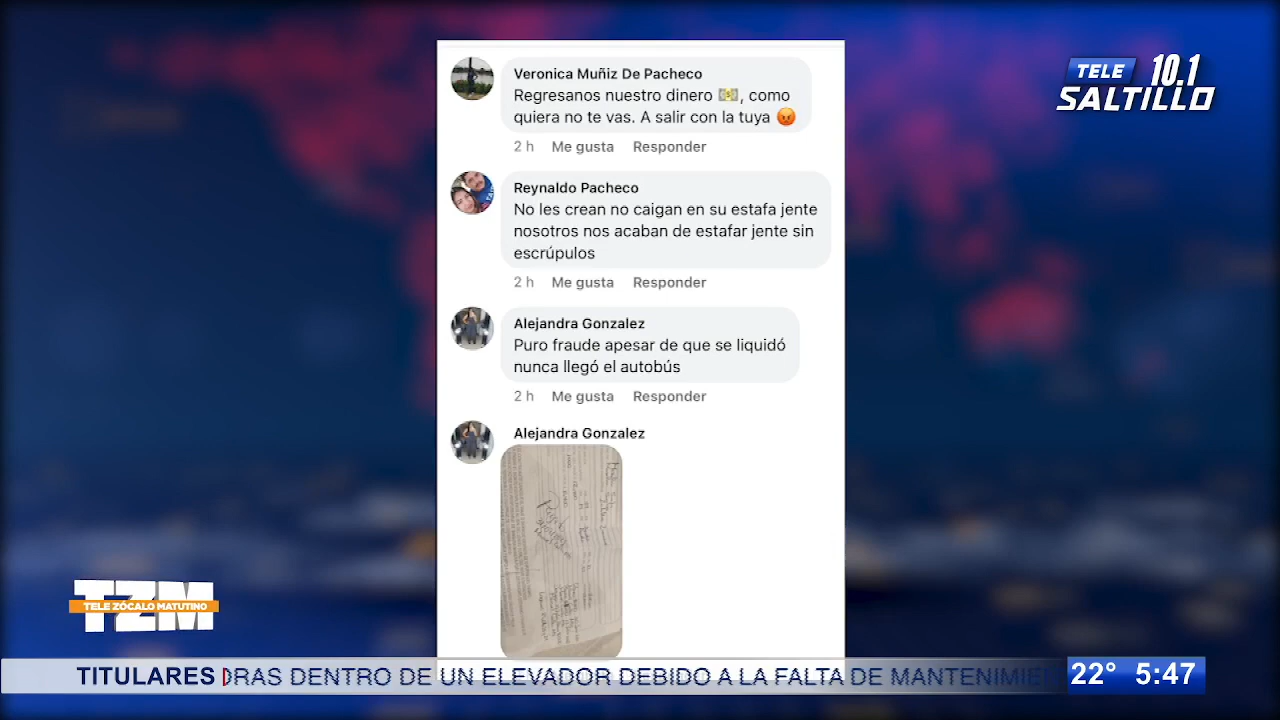 TELE 10.1
SALTILLO
Veronica Muñiz De Pacheco
Regresanos nuestro dinero 💵, como
quiera no te vas. A salir con la tuya 😡
2 h Me gusta Responder
Reynaldo Pacheco
No les crean no caigan en su estafa jente
nosotros nos acaban de estafar jente sin
escrúpulos
2 h Me gusta Responder
Alejandra Gonzalez
Puro fraude apesar de que se liquidó
nunca llegó el autobús
2 h Me gusta Responder
Alejandra Gonzalez
TZM
TELE ZÓCALO MATUTINO
TITULARES DRAS DENTRO DE UN ELEVADOR DEBIDO A LA FALTA DE MANTENIMIE 22° 5:47